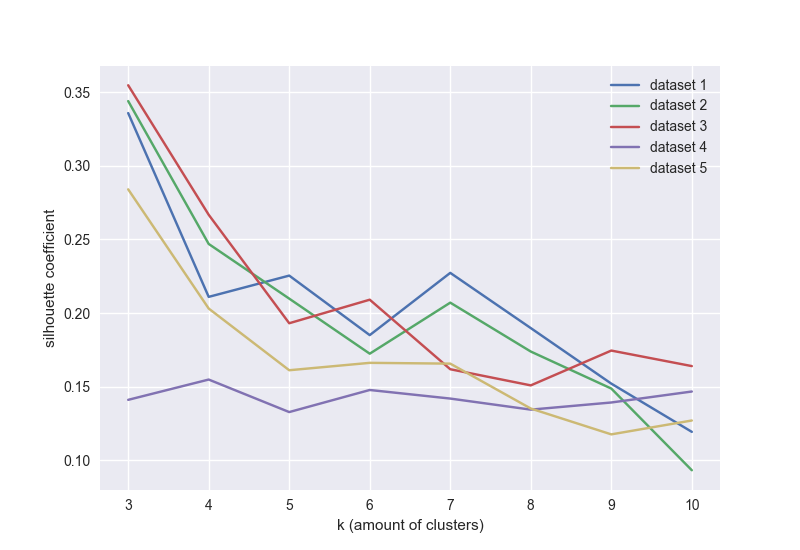 silhouette coefficient
0.35
0.30
0.25
0.20
0.15
0.10
dataset 1
dataset 2
dataset 3
dataset 4
dataset 5
3 4 5 6 7 8 9 10
k (amount of clusters)